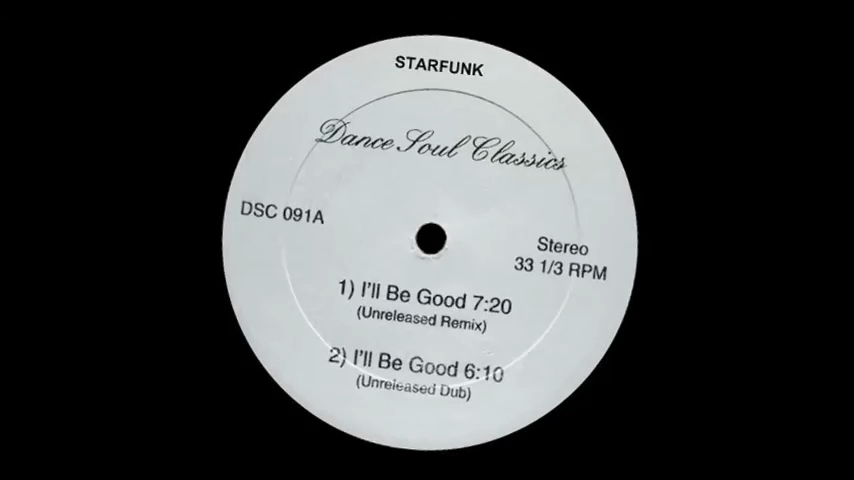 STARFUNK
Dance Soul Classics
DSC 091A
Stereo
33 1/3 RPM
1) I'll Be Good 7:20
(Unreleased Remix)
2) I'll Be Good 6:10
(Unreleased Dub)